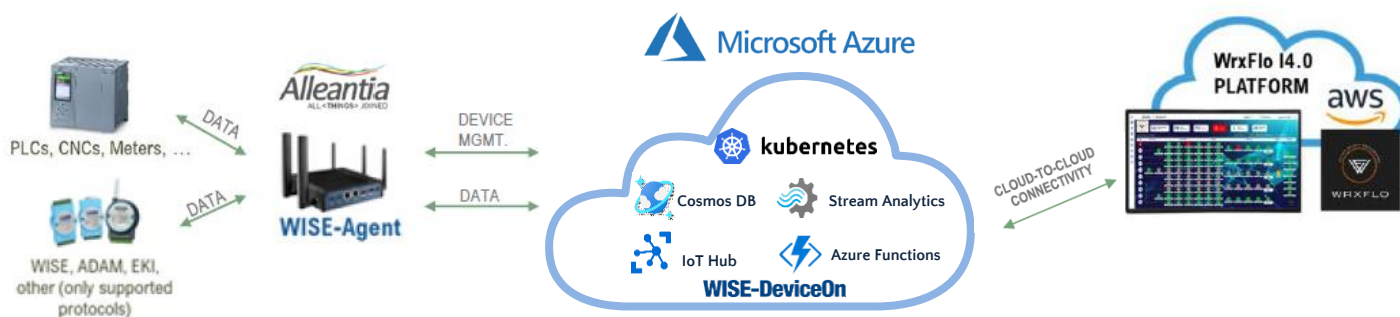 PLCs, CNCs, Meters, ...
WISE, ADAM, EKI,
other (only supported
protocols)
DATA
DATA
Alleantia
ALL <THINGS> JOINED
WISE-Agent
DEVICE
MGMT.
DATA
Microsoft Azure
kubernetes
Cosmos DB
Stream Analytics
IoT Hub
Azure Functions
WISE-DeviceOn
CLOUD-TO-CLOUD
CONNECTIVITY
WrxFlo I4.0
PLATFORM
aws
WRXFLO